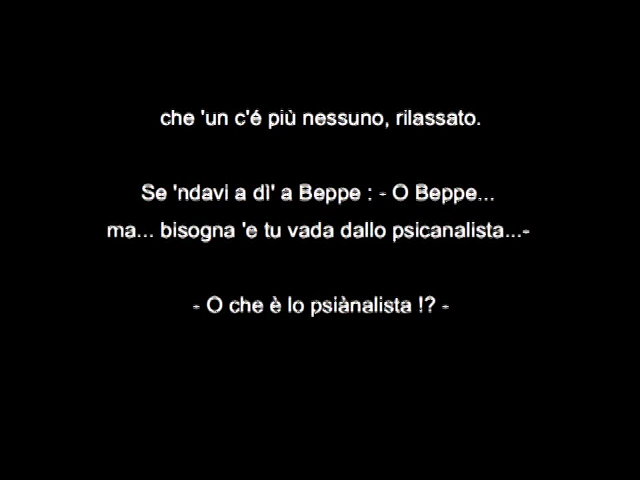 che 'un c'é più nessuno, rilassato.
Se 'ndavi a dì' a Beppe : - O Beppe...
ma... bisogna 'e tu vada dallo psicanalista...-
- O che è lo psiànalista !? -